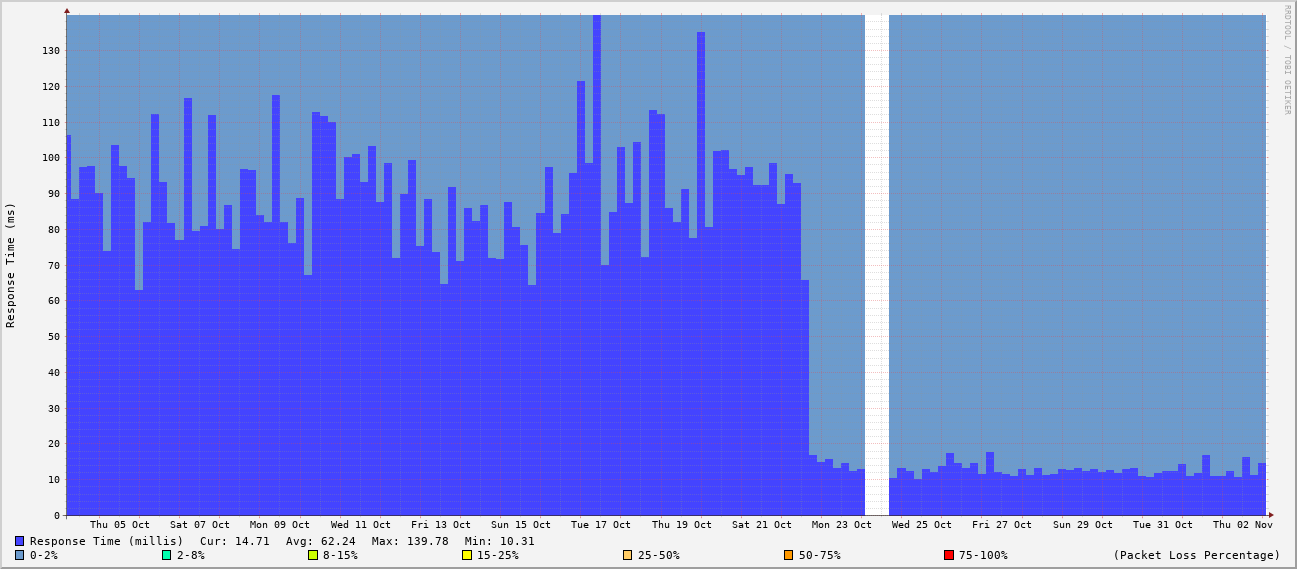 RRDTOOL / TOBI OETIKER
Response Time (ms)
130
120
110
100
90
80
70
60
50
40
30
20
10
0
Thu 05 Oct Sat 07 Oct Mon 09 Oct Wed 11 Oct Fri 13 Oct Sun 15 Oct Tue 17 Oct Thu 19 Oct Sat 21 Oct Mon 23 Oct Wed 25 Oct Fri 27 Oct Sun 29 Oct Tue 31 Oct Thu 02 Nov
Response Time (millis) Cur: 14.71 Avg: 62.24 Max: 139.78 Min: 10.31
0-2% 2-8% 8-15% 15-25% 25-50% 50-75% 75-100% (Packet Loss Percentage)